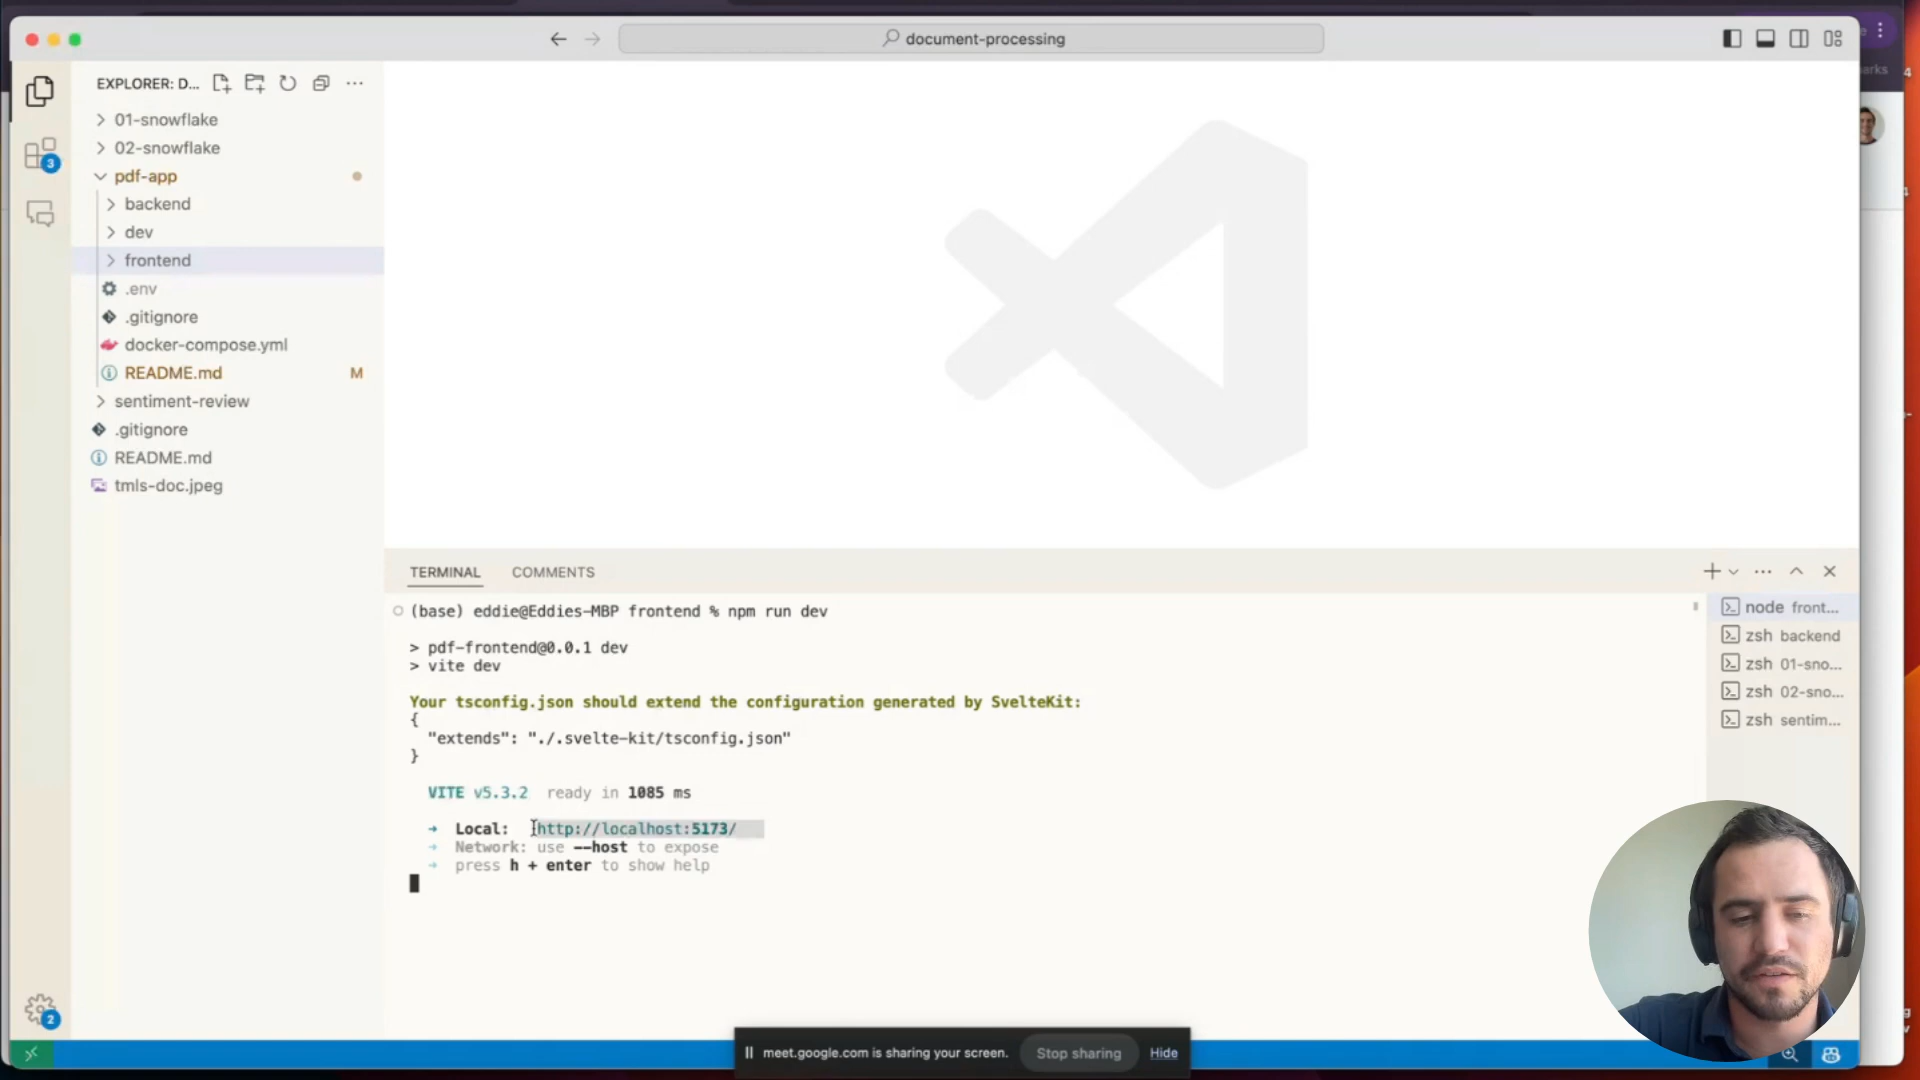 document-processing
EXPLORER: D...
01-snowflake
02-snowflake
pdf-app
backend
dev
frontend
.env
.gitignore
docker-compose.yml
README.md M
sentiment-review
.gitignore
README.md
tmls-doc.jpeg
3
2
TERMINAL COMMENTS
(base) eddie@Eddies-MBP frontend % npm run dev
> pdf-frontend@0.0.1 dev
> vite dev
Your tsconfig.json should extend the configuration generated by SvelteKit:
{
"extends": "./.svelte-kit/tsconfig.json"
}
VITE v5.3.2 ready in 1085 ms
➜ Local: http://localhost:5173/
➜ Network: use --host to expose
➜ press h + enter to show help
node front...
zsh backend
zsh 01-sno...
zsh 02-sno...
zsh sentim...
meet.google.com is sharing your screen. Stop sharing Hide